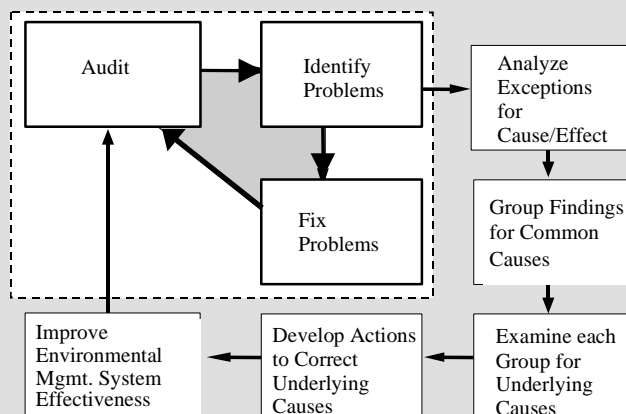 Audit
Identify
Problems
Analyze
Exceptions
for
Cause/Effect
Fix
Problems
Group Findings
for Common
Causes
Examine each
Group for
Underlying
Causes
Develop Actions
to Correct
Underlying
Causes
Improve
Environmental
Mgmt. System
Effectiveness